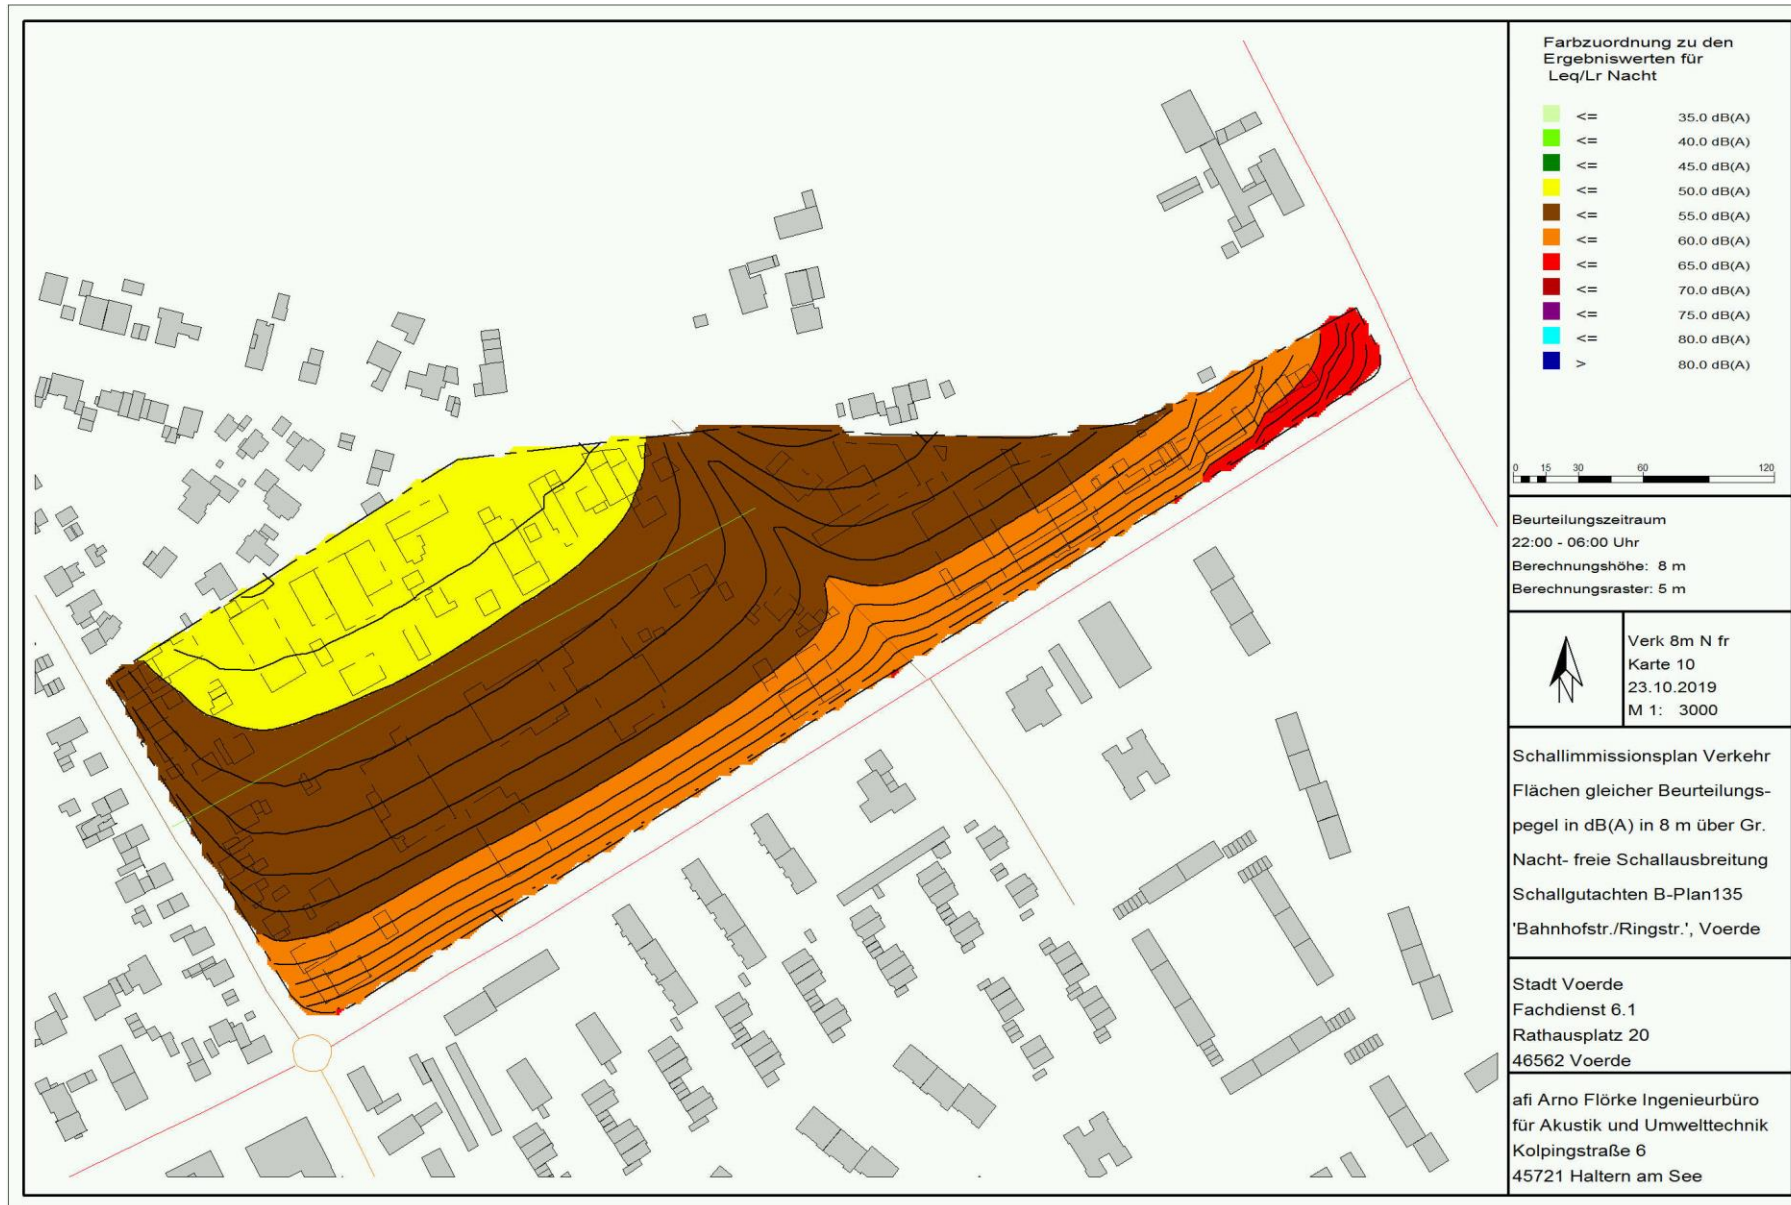 Farbzuordnung zu den
Ergebniswerten für
Leq/Lr Nacht
<= 35.0 dB(A)
<= 40.0 dB(A)
<= 45.0 dB(A)
<= 50.0 dB(A)
<= 55.0 dB(A)
<= 60.0 dB(A)
<= 65.0 dB(A)
<= 70.0 dB(A)
<= 75.0 dB(A)
<= 80.0 dB(A)
> 80.0 dB(A)
0 15 30 60 120
Beurteilungszeitraum
22:00 - 06:00 Uhr
Berechnungshöhe: 8 m
Berechnungsraster: 5 m
Verk 8m N fr
Karte 10
23.10.2019
M 1: 3000
Schallimmissionsplan Verkehr
Flächen gleicher Beurteilungs-
pegel in dB(A) in 8 m über Gr.
Nacht- freie Schallausbreitung
Schallgutachten B-Plan135
'Bahnhofstr./Ringstr.', Voerde
Stadt Voerde
Fachdienst 6.1
Rathausplatz 20
46562 Voerde
afi Arno Flörke Ingenieurbüro
für Akustik und Umwelttechnik
Kolpingstraße 6
45721 Haltern am See